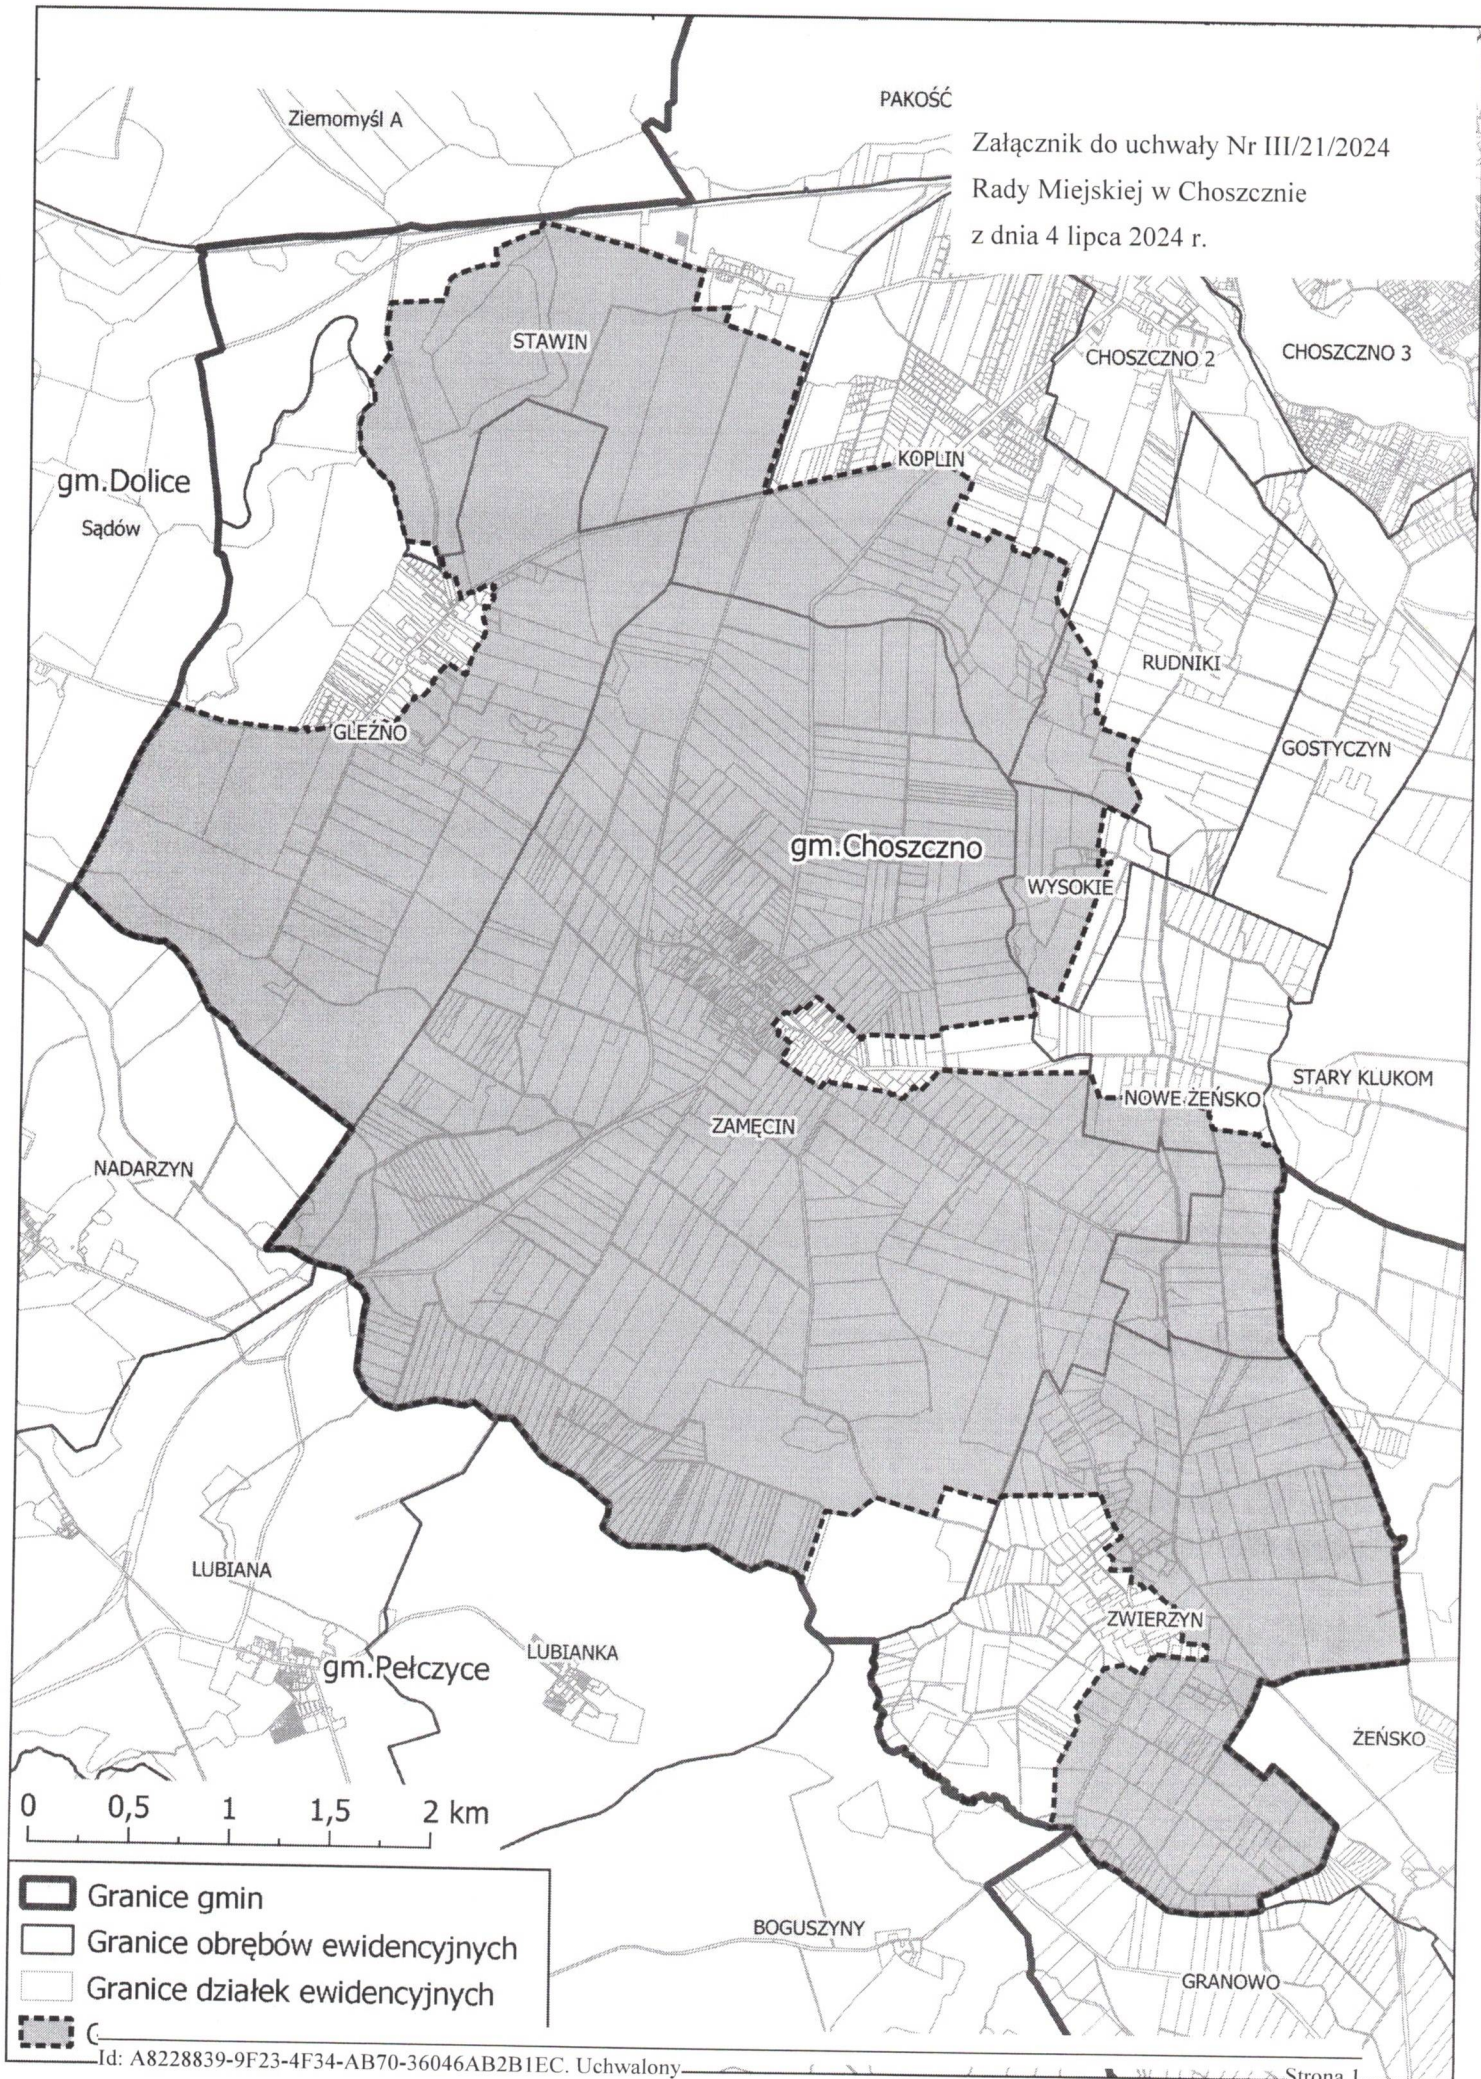 Ziemomyśl A
PAKOŚĆ
Załącznik do uchwały Nr III/21/2024
Rady Miejskiej w Choszcznie
z dnia 4 lipca 2024 r.
STAWIN
CHOSZCZNO 2
CHOSZCZNO 3
KOPLIN
gm.Dolice
Sądów
RUDNIKI
GLEŹNO
GOSTYCZYN
gm.Choszczno
WYSOKIE
STARY KLUKOM
NOWE ŻEŃSKO
ZAMĘCIN
NADARZYN
LUBIANA
ZWIERZYN
LUBIANKA
gm.Pełczyce
ŻEŃSKO
0 0,5 1 1,5 2 km
Granice gmin
Granice obrębów ewidencyjnych
Granice działek ewidencyjnych
BOGUSZYNY
GRANOWO
Id: A8228839-9F23-4F34-AB70-36046AB2B1EC. Uchwalony
Strona 1